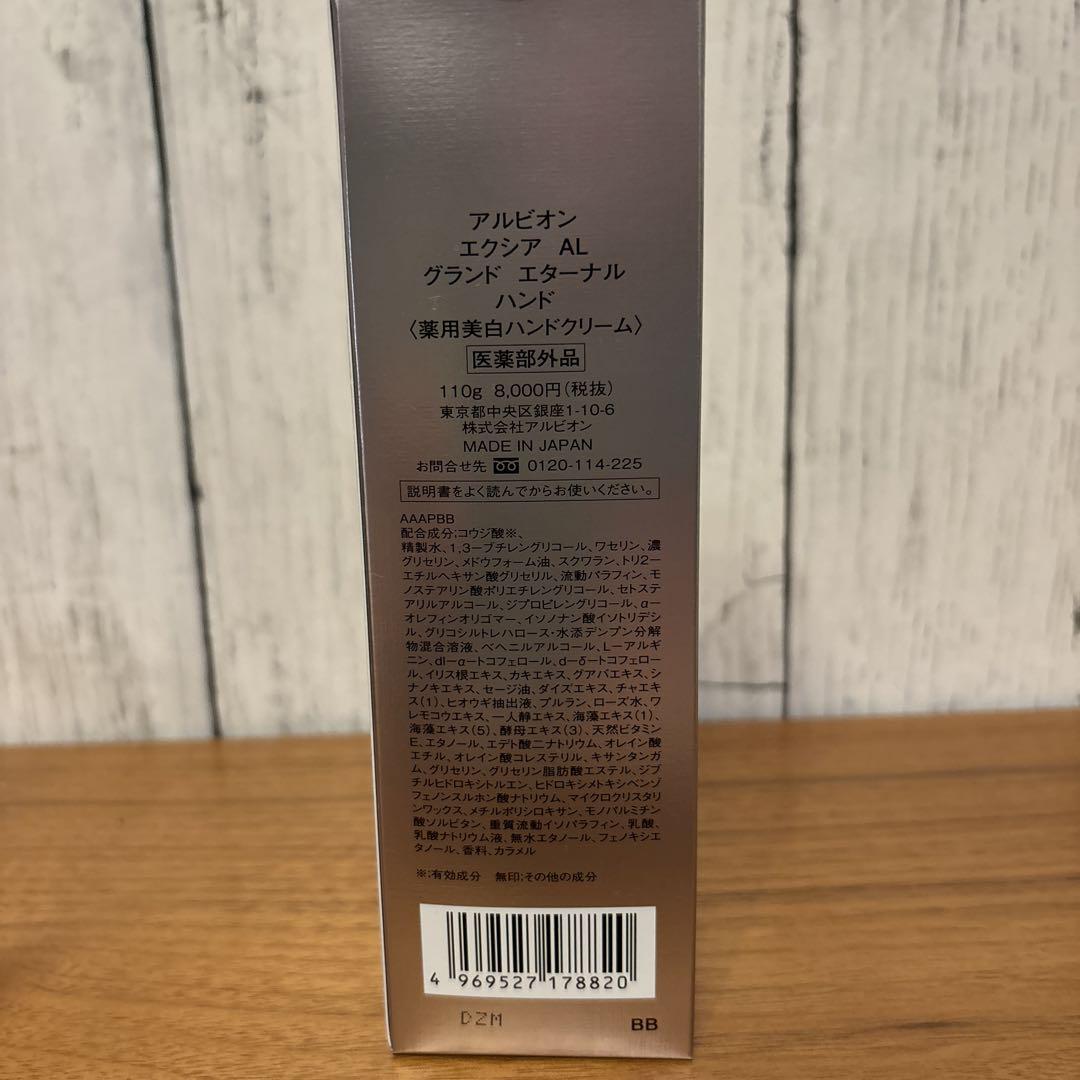 アルビオン
エクシア AL
グランド エターナル
ハンド
〈薬用美白ハンドクリーム〉
医薬部外品
110g 8,000円(税抜)
東京都中央区銀座1-10-6
株式会社アルビオン
MADE IN JAPAN
お問合せ先 0120-114-225
説明書をよく読んでからお使いください。
AAAPBB
配合成分:コウジ酸※、
精製水、1,3-ブチレングリコール、ワセリン、濃
グリセリン、メドウフォーム油、スクワラン、トリ2-
エチルヘキサン酸グリセリル、流動パラフィン、モ
ノステアリン酸ポリエチレングリコール、セトステ
アリルアルコール、ジプロピレングリコール、α-
オレフィンオリゴマー、イソノナン酸イソトリデシ
ル、グリコシルトレハロース・水添デンプン分解
物混合溶液、ベヘニルアルコール、L-アルギ
ニン、dl-α-トコフェロール、d-δ-トコフェロー
ル、イリス根エキス、カキエキス、グアバエキス、シ
ナノキエキス、セージ油、ダイズエキス、チャエキ
ス(1)、ヒオウギ抽出液、プルラン、ローズ水、ワ
レモコウエキス、一人静エキス、海藻エキス(1)、
海藻エキス(5)、酵母エキス(3)、天然ビタミン
E、エタノール、エデト酸二ナトリウム、オレイン酸
エチル、オレイン酸コレステリル、キサンタンガ
ム、グリセリン、グリセリン脂肪酸エステル、ジブ
チルヒドロキシトルエン、ヒドロキシメトキシベンゾ
フェノンスルホン酸ナトリウム、マイクロクリスタリ
ンワックス、メチルポリシロキサン、モノパルミチン
酸ソルビタン、重質流動イソパラフィン、乳酸、
乳酸ナトリウム液、無水エタノール、フェノキシエ
タノール、香料、カラメル
※:有効成分 無印:その他の成分
4 969527 178820
DZM
BB